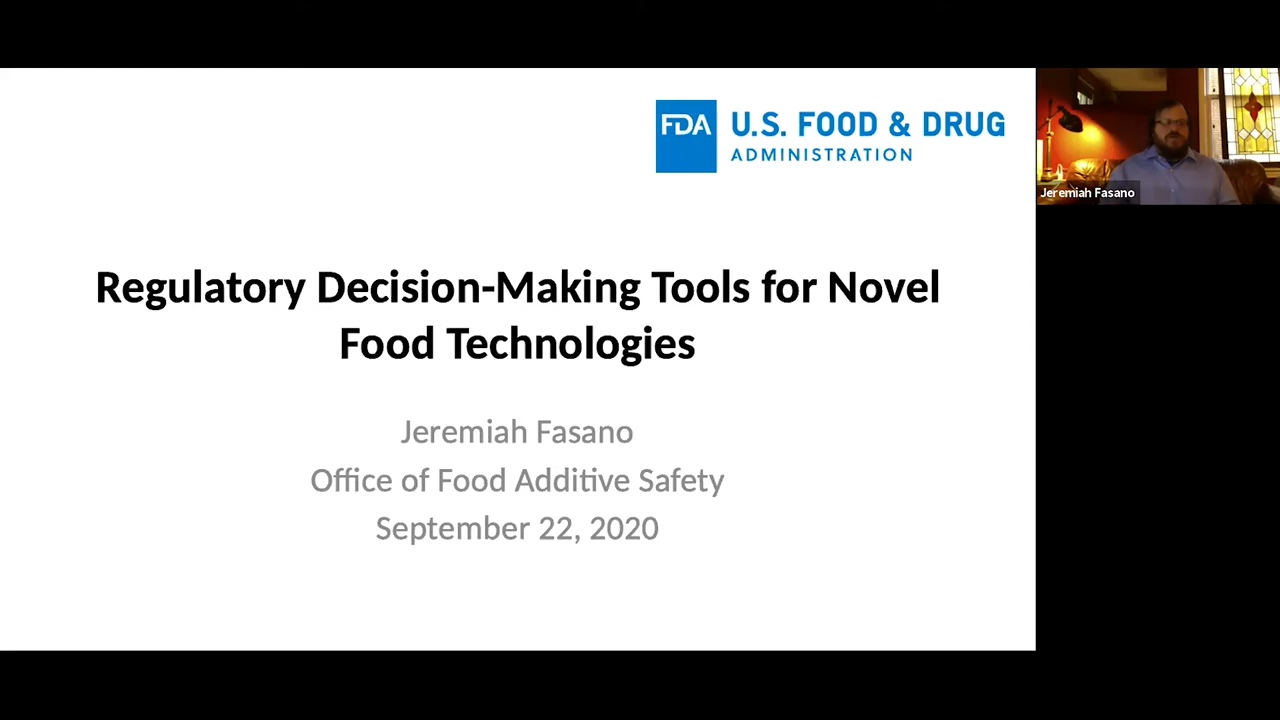 FDA
U.S. FOOD & DRUG
ADMINISTRATION
Jeremiah Fasano
Regulatory Decision-Making Tools for Novel
Food Technologies
Jeremiah Fasano
Office of Food Additive Safety
September 22, 2020